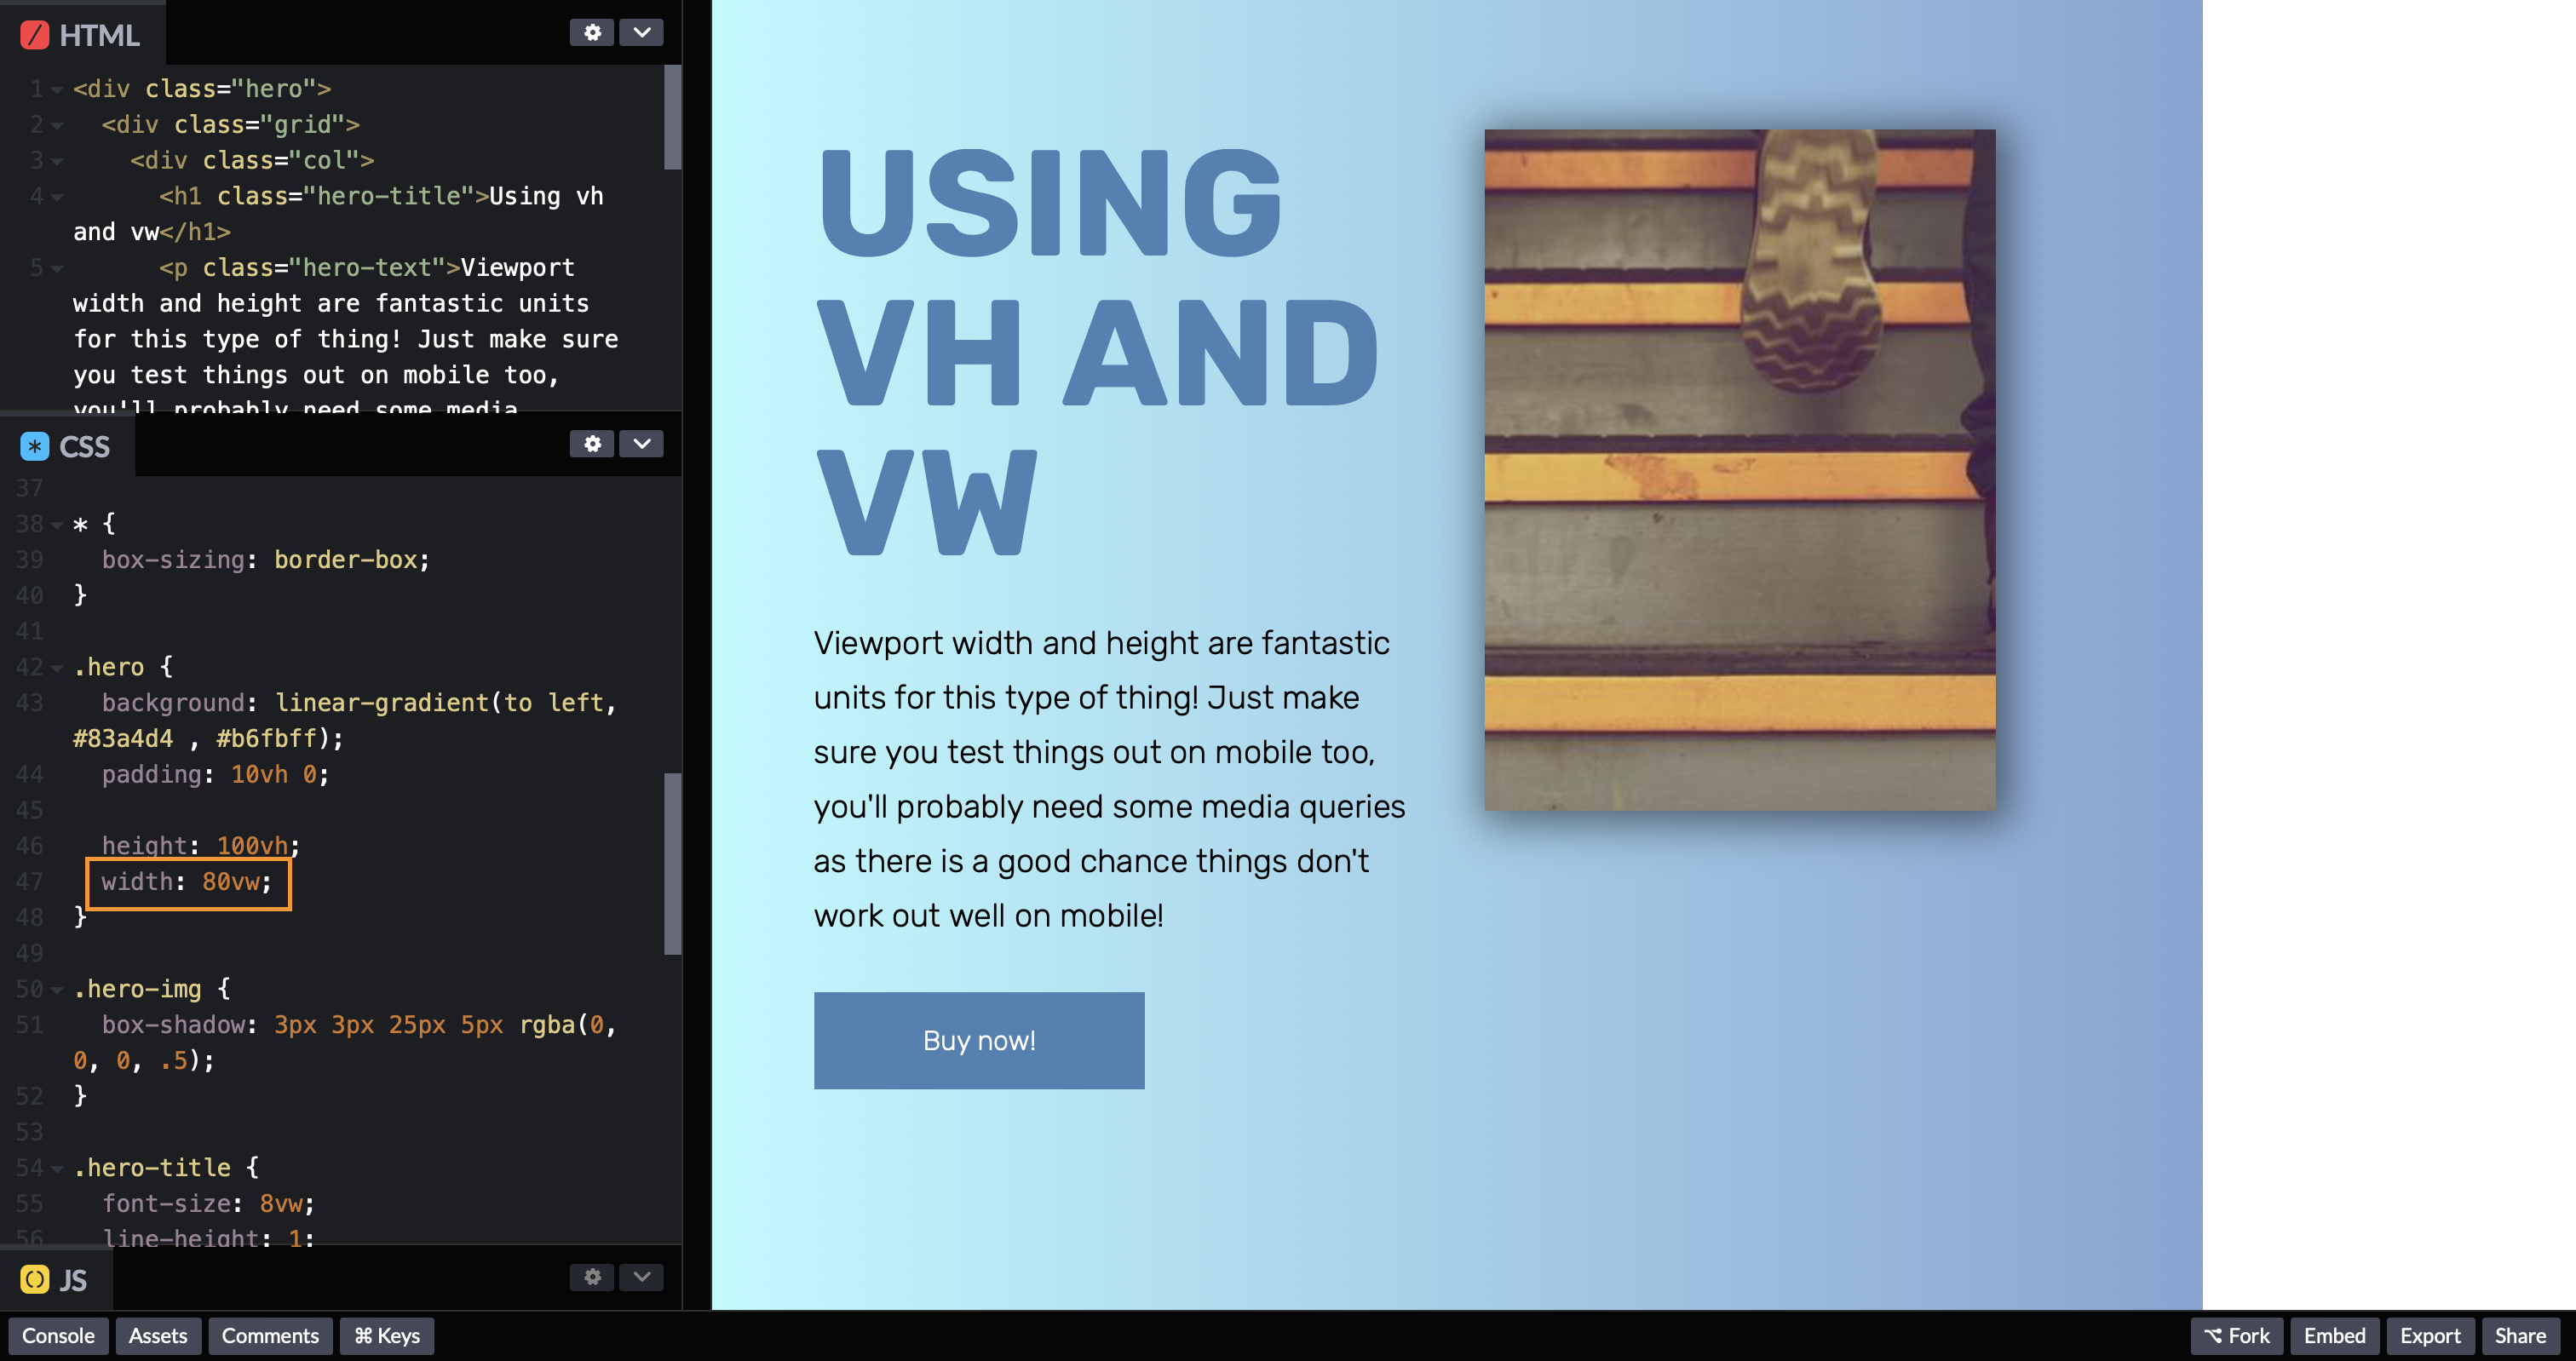 HTML
1 <div class="hero">
2 <div class="grid">
3 <div class="col">
4 <h1 class="hero-title">Using vh
and vw</h1>
5 <p class="hero-text">Viewport
width and height are fantastic units
for this type of thing! Just make sure
you test things out on mobile too,
you'll probably need some media
CSS
37
38 * {
39 box-sizing: border-box;
40 }
41
42 .hero {
43 background: linear-gradient(to left,
#83a4d4 , #b6fbff);
44 padding: 10vh 0;
45
46 height: 100vh;
47 width: 80vw;
48 }
49
50 .hero-img {
51 box-shadow: 3px 3px 25px 5px rgba(0,
0, 0, .5);
52 }
53
54 .hero-title {
55 font-size: 8vw;
56 line-height: 1;
JS
USING
VH AND
VW
Viewport width and height are fantastic
units for this type of thing! Just make
sure you test things out on mobile too,
you'll probably need some media queries
as there is a good chance things don't
work out well on mobile!
Buy now!
Console Assets Comments ⌘ Keys Fork Embed Export Share